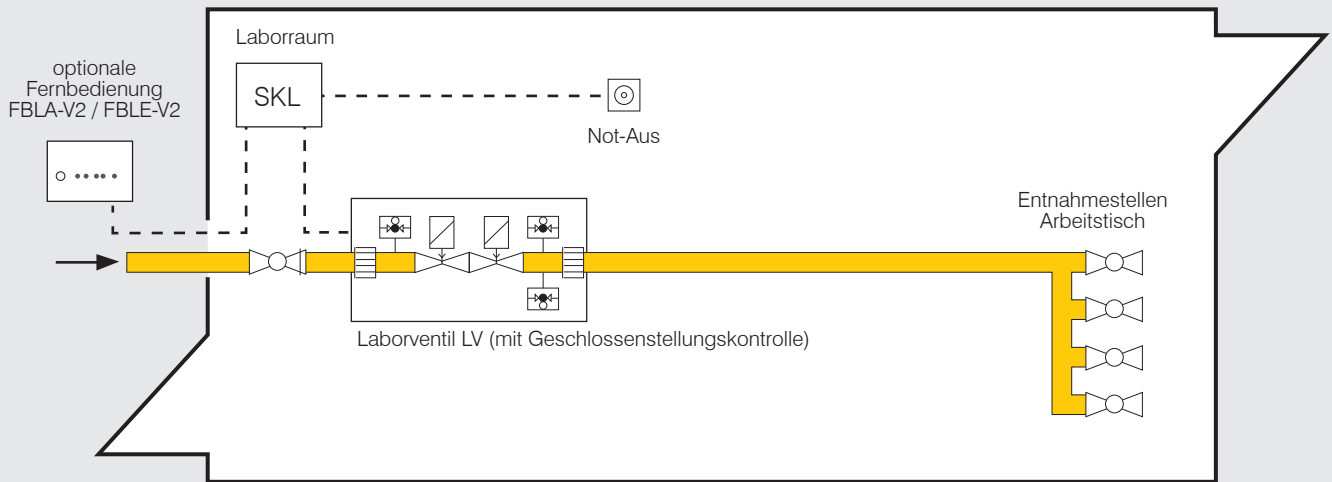 Laborraum
optionale
Fernbedienung
FBLA-V2 / FBLE-V2
SKL
Not-Aus
Entnahmestellen
Arbeitstisch
Laborventil LV (mit Geschlossenstellungskontrolle)